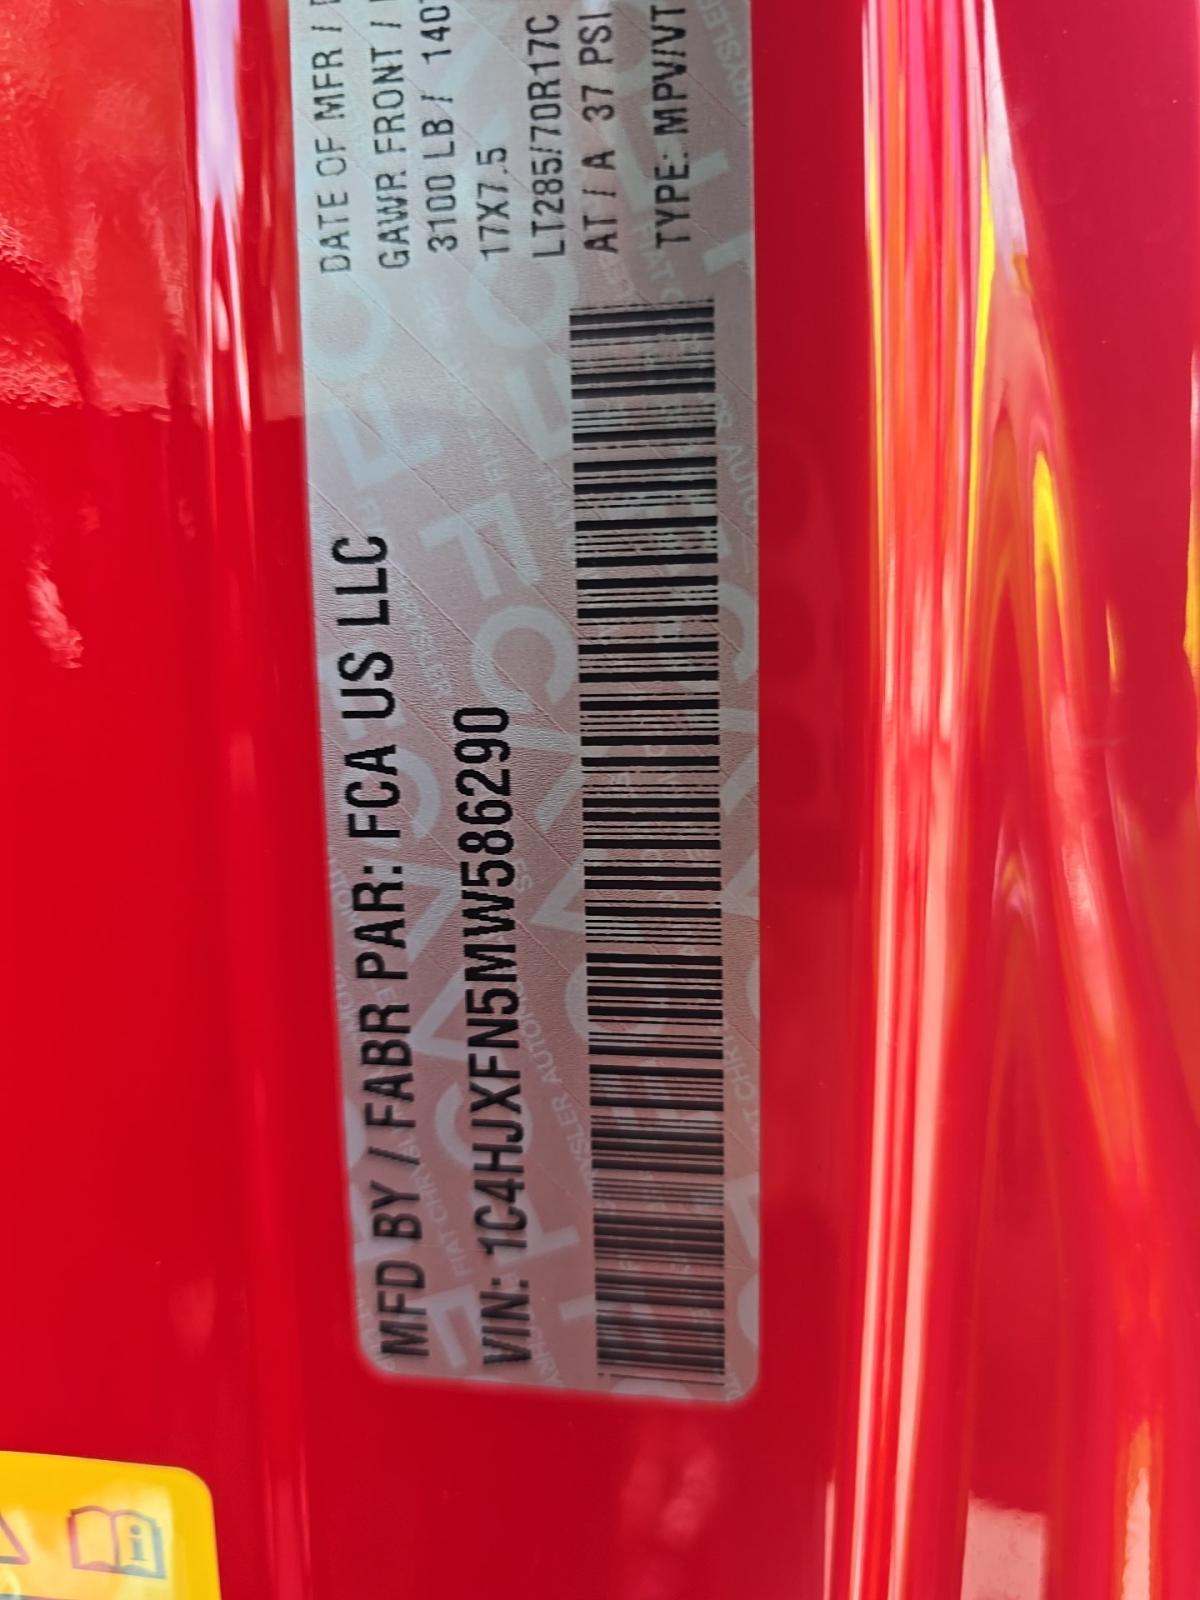 MFD BY / FABR PAR: FCA US LLC
VIN: 1C4HJXFN5MW586290
DATE OF MFR /
GAWR FRONT /
3100 LB /
17X7.5
LT285/70R17C
AT / A 37 PSI
TYPE: MPV/VT